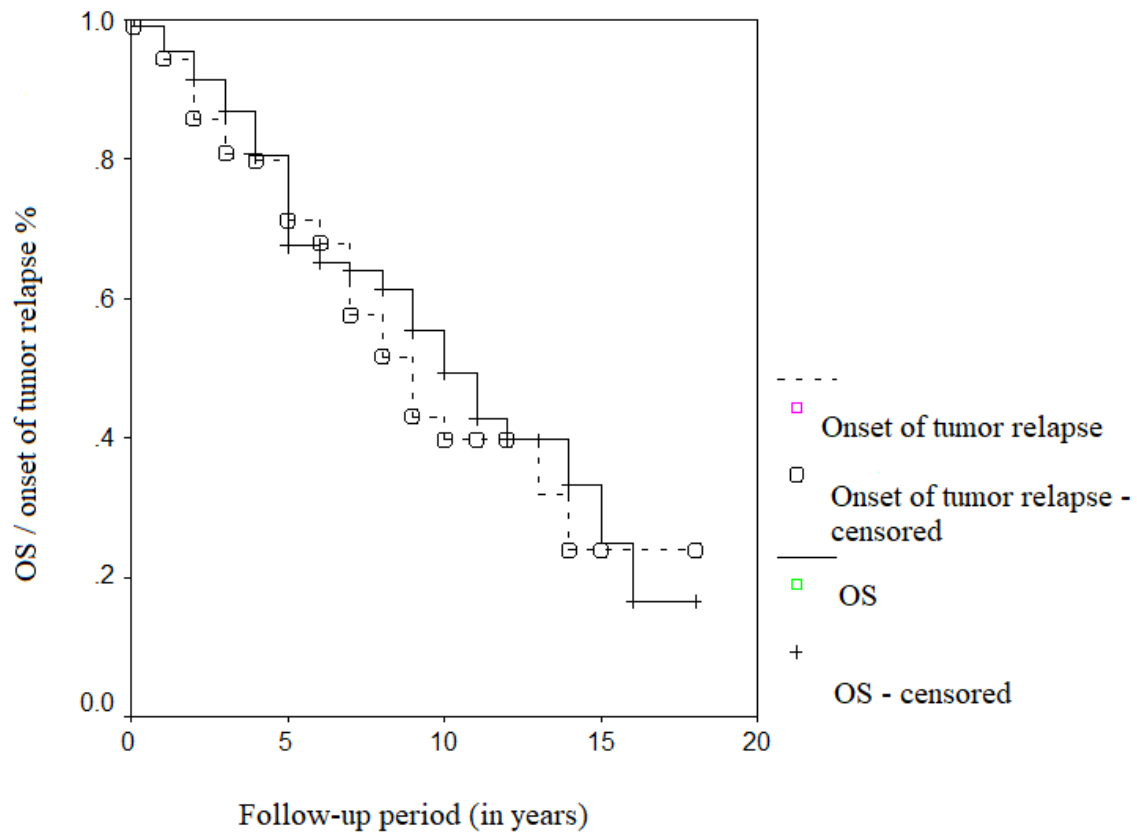 1.0
.8
.6
.4
.2
0.0
OS / onset of tumor relapse %
0
5
10
15
20
Follow-up period (in years)
Onset of tumor relapse
Onset of tumor relapse -
censored
OS
OS - censored